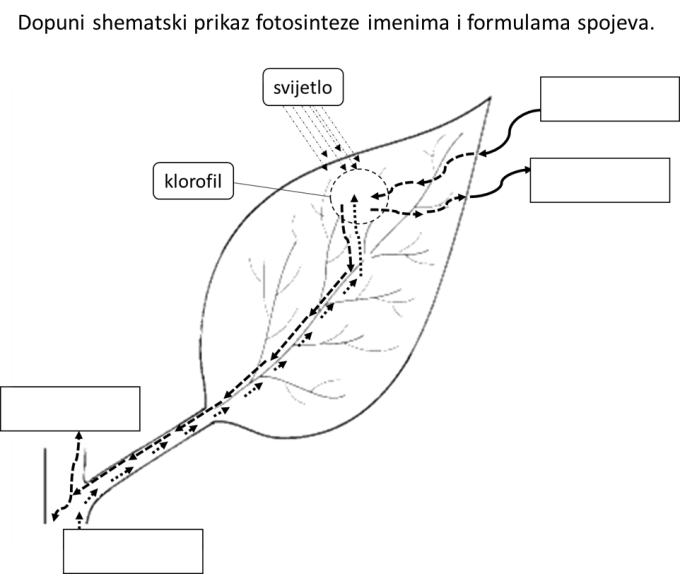 Dopuni shematski prikaz fotosinteze imenima i formulama spojeva.
svijetlo
klorofil